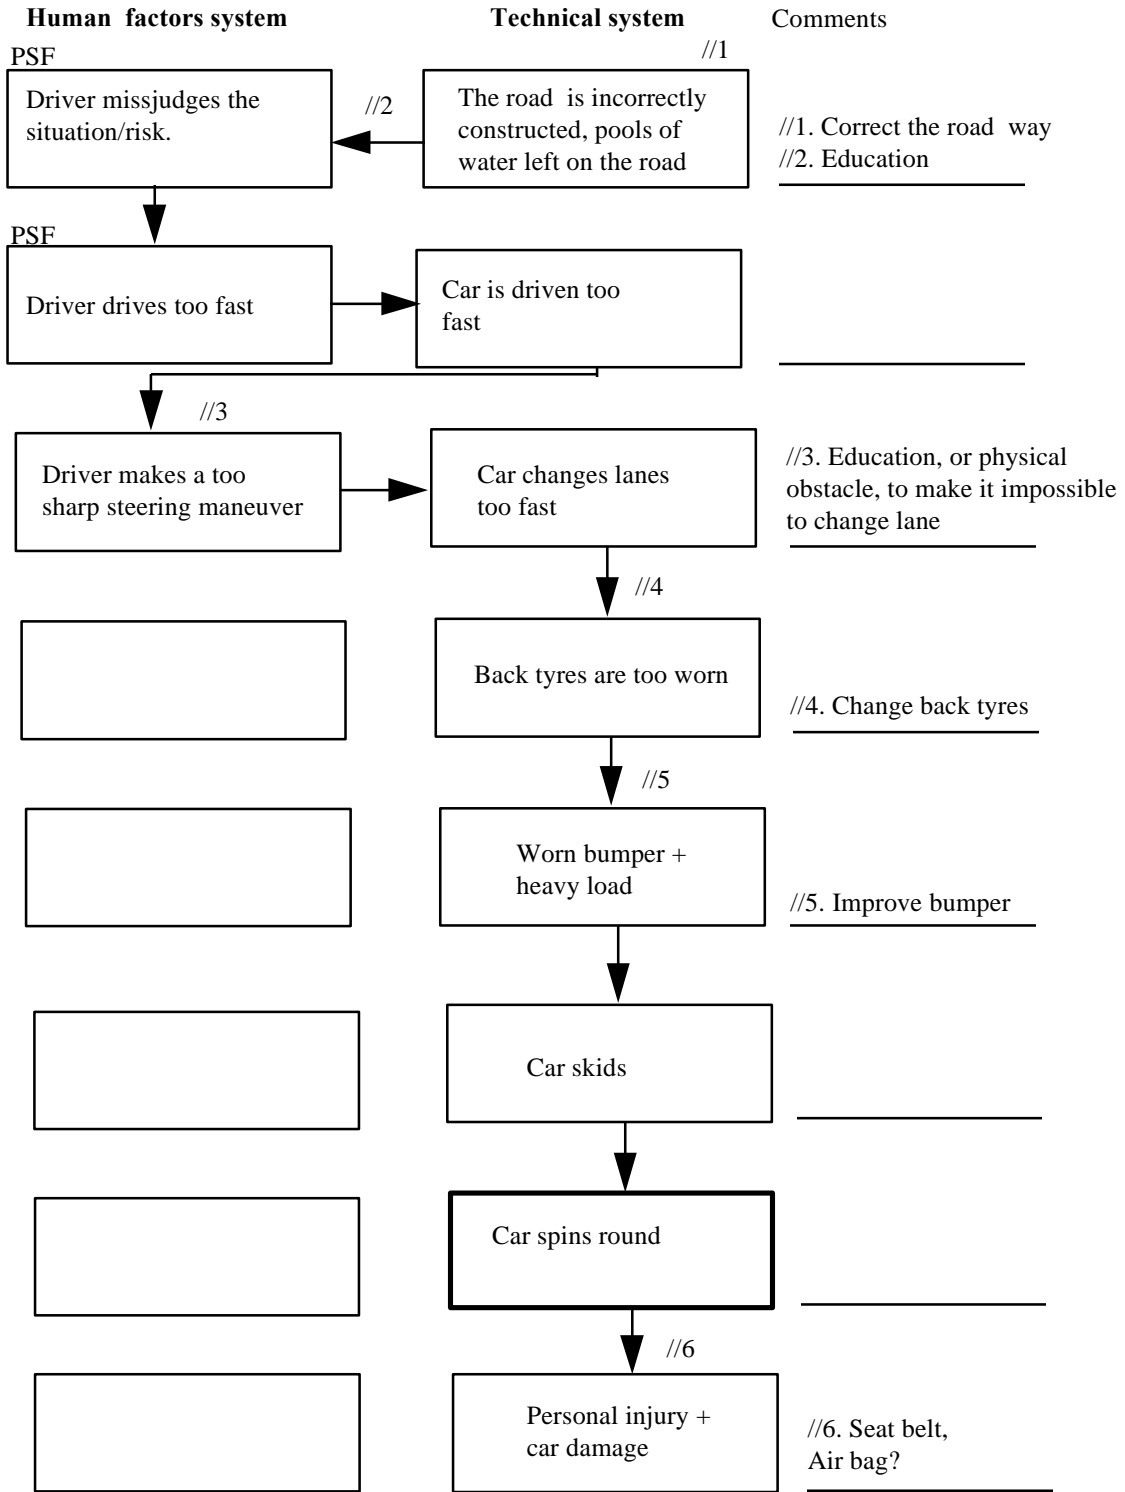 Human factors system
Technical system
Comments
PSF
//1
Driver missjudges the
situation/risk.
//2
The road is incorrectly
constructed, pools of
water left on the road
//1. Correct the road way
//2. Education
PSF
Driver drives too fast
Car is driven too
fast
//3
Driver makes a too
sharp steering maneuver
Car changes lanes
too fast
//3. Education, or physical
obstacle, to make it impossible
to change lane
//4
Back tyres are too worn
//4. Change back tyres
//5
Worn bumper +
heavy load
//5. Improve bumper
Car skids
Car spins round
//6
Personal injury +
car damage
//6. Seat belt,
Air bag?